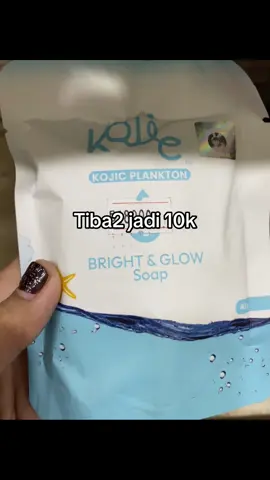 Kojie
KOJIC PLANKTON
Tiba2 jadi 10k
BRIGHT & GLOW
Soap